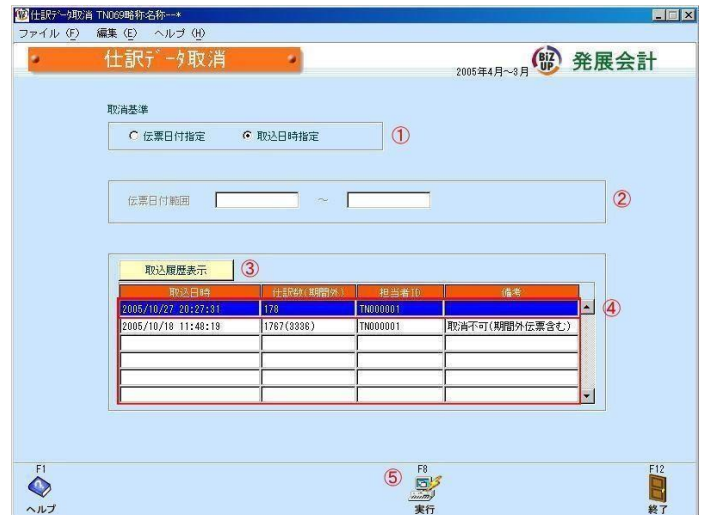 仕訳ﾃﾞｰﾀ取消 TN069略称名称--*
ファイル (F) 編集 (E) ヘルプ (H)
仕訳ﾃﾞｰﾀ取消
2005年4月～3月
BIZ UP 発展会計
取消基準
伝票日付指定 取込日時指定 ①
伝票日付範囲 ～ ②
取込履歴表示 ③
取込日時 仕訳数(期間外) 担当者ID 備考
2005/10/27 20:27:31 178 TN000001 ④
2005/10/18 11:48:19 1767(3336) TN000001 取消不可(期間外伝票含む)
F1 ⑤ F8 F12
ヘルプ 実行 終了